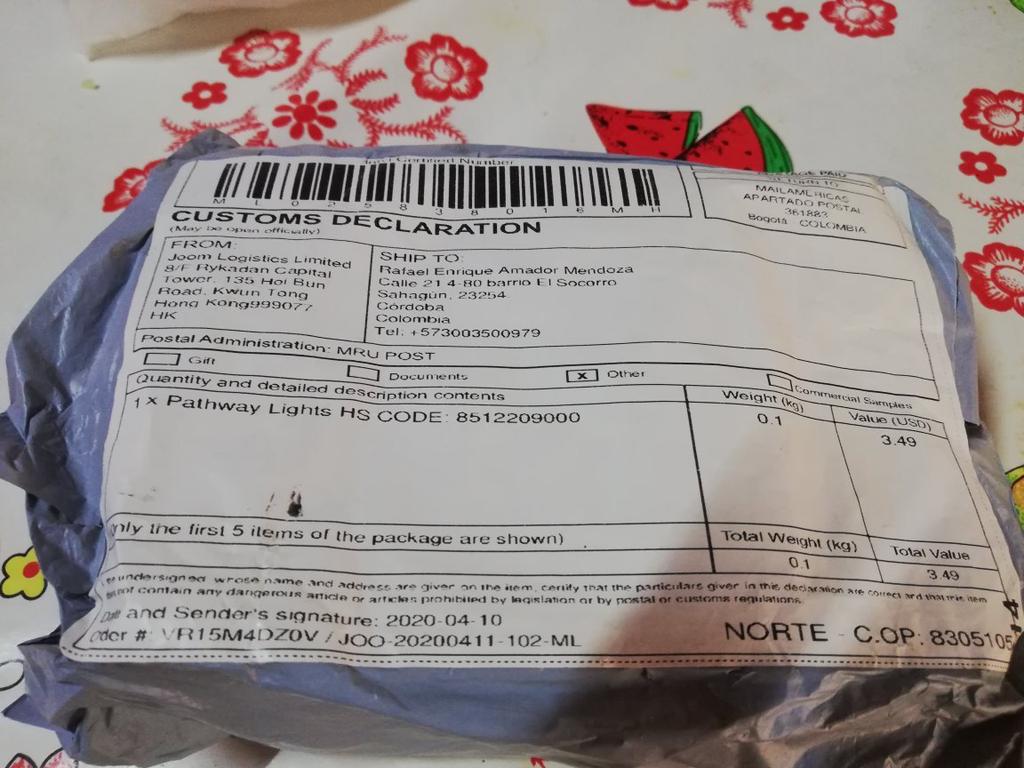 Certified Number
ML025838016MH
CUSTOMS DECLARATION
(May be open officially)
PAID
RETURN TO
MAILAMERICAS
APARTADO POSTAL
361883
Bogotá COLOMBIA
FROM:
Joom Logistics Limited
8/F Rykadan Capital
Tower, 135 Hoi Bun
Road, Kwun Tong
Hong Kong999077
HK
SHIP TO:
Rafael Enrique Amador Mendoza
Calle 21 4-80 barrio El Socorro
Sahagún, 23254
Córdoba
Colombia
Tel: +573003500979
Postal Administration: MRU POST
Gift
Documents
X Other
Commercial Samples
Quantity and detailed description contents
Weight (kg)
Value (USD)
1 x Pathway Lights HS CODE: 8512209000
0.1
3.49
only the first 5 items of the package are shown)
Total Weight (kg)
Total Value
0.1
3.49
undersigned whose name and address are given on the item, certify that the particulars given in this declaration are correct and that this item
not contain any dangerous article or articles prohibited by legislation or by postal or customs regulations.
Date and Sender's signature: 2020-04-10
Order #: VR15M4DZ0V / JOO-20200411-102-ML
NORTE - C.OP: 8305105